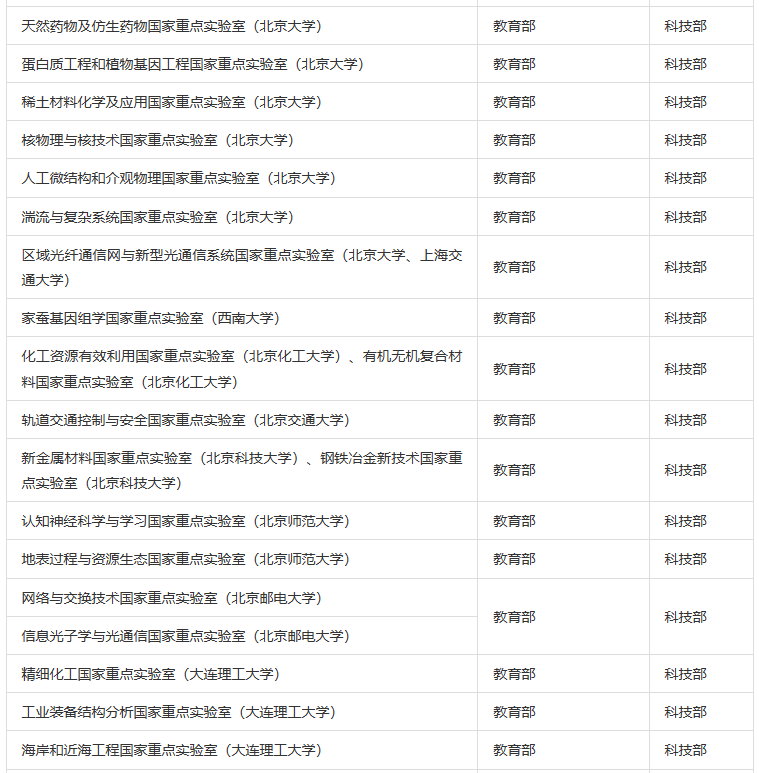 天然药物及仿生药物国家重点实验室（北京大学） 教育部 科技部
蛋白质工程和植物基因工程国家重点实验室（北京大学） 教育部 科技部
稀土材料化学及应用国家重点实验室（北京大学） 教育部 科技部
核物理与核技术国家重点实验室（北京大学） 教育部 科技部
人工微结构和介观物理国家重点实验室（北京大学） 教育部 科技部
湍流与复杂系统国家重点实验室（北京大学） 教育部 科技部
区域光纤通信网与新型光通信系统国家重点实验室（北京大学、上海交
通大学） 教育部 科技部
家蚕基因组学国家重点实验室（西南大学） 教育部 科技部
化工资源有效利用国家重点实验室（北京化工大学）、有机无机复合材
料国家重点实验室（北京化工大学） 教育部 科技部
轨道交通控制与安全国家重点实验室（北京交通大学） 教育部 科技部
新金属材料国家重点实验室（北京科技大学）、钢铁冶金新技术国家重
点实验室（北京科技大学） 教育部 科技部
认知神经科学与学习国家重点实验室（北京师范大学） 教育部 科技部
地表过程与资源生态国家重点实验室（北京师范大学） 教育部 科技部
网络与交换技术国家重点实验室（北京邮电大学）
信息光子学与光通信国家重点实验室（北京邮电大学） 教育部 科技部
精细化工国家重点实验室（大连理工大学） 教育部 科技部
工业装备结构分析国家重点实验室（大连理工大学） 教育部 科技部
海岸和近海工程国家重点实验室（大连理工大学） 教育部 科技部